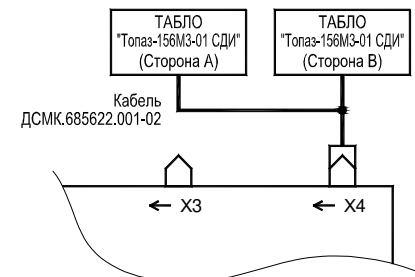 ТАБЛО
"Топаз-156М3-01 СДИ"
(Сторона А)
ТАБЛО
"Топаз-156М3-01 СДИ"
(Сторона В)
Кабель
ДСМК.685622.001-02
Х3
Х4